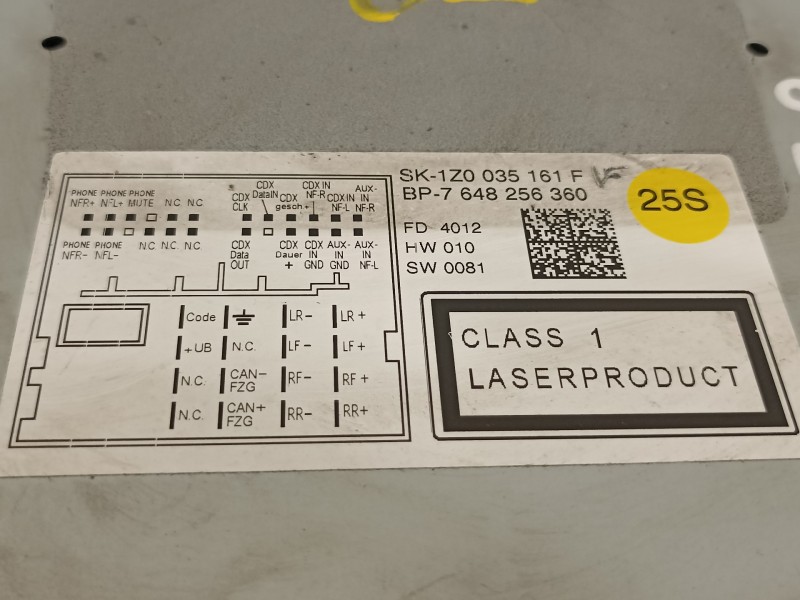 SK-1Z0 035 161 F
BP-7 648 256 360
25S
FD 4012
HW 010
SW 0081
CLASS 1
LASERPRODUCT
PHONE PHONE PHONE
NFR+ NFL+ MUTE N.C. N.C.
CDX CLK
CDX DataIN
CDX gesch.+
CDX IN NF-R
CDX IN NF-L
AUX- IN NF-R
PHONE PHONE
NFR- NFL- N.C N.C. N.C.
CDX Data OUT
CDX Dauer +
CDX IN GND
AUX- IN GND
AUX- IN NF-L
Code LR- LR+
+UB N.C. LF- LF+
N.C. CAN- FZG RF- RF+
N.C. CAN+ FZG RR- RR+